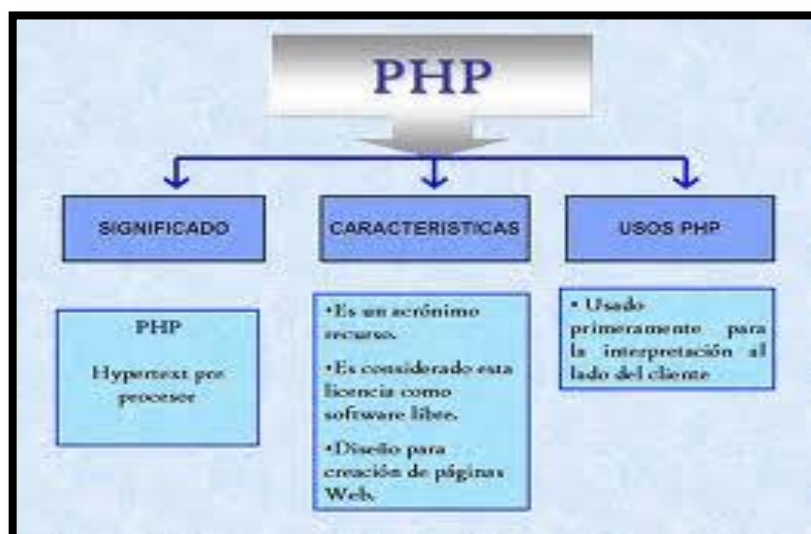 PHP
SIGNIFICADO
CARACTERISTICAS
USOS PHP
PHP
Hypertext pre
procesor
•Es un acrónimo
recurso.
•Es considerado esta
licencia como
software libre.
•Diseño para
creación de páginas
Web.
• Usado
primeramente para
la interpretación al
lado del cliente